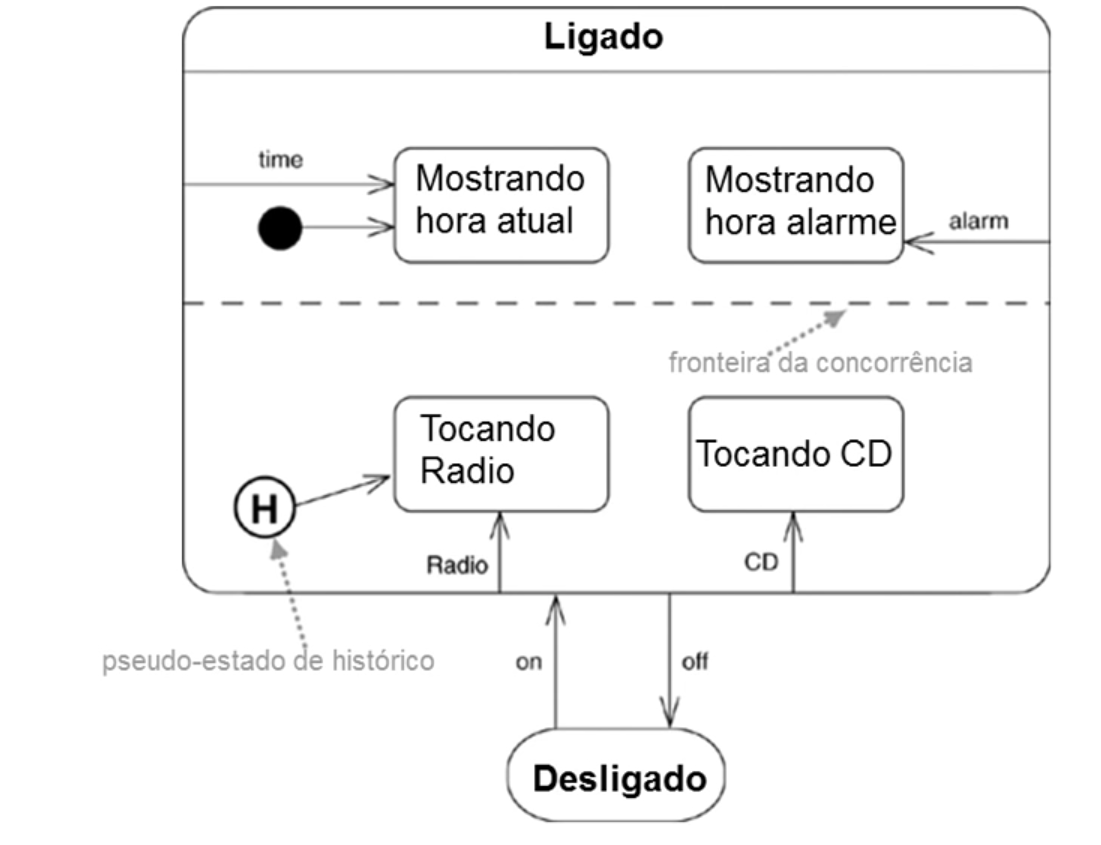 Ligado
time
Mostrando
hora atual
Mostrando
hora alarme
alarm
fronteira da concorrência
Tocando
Radio
Tocando CD
H
Radio
CD
pseudo-estado de histórico
on
off
Desligado